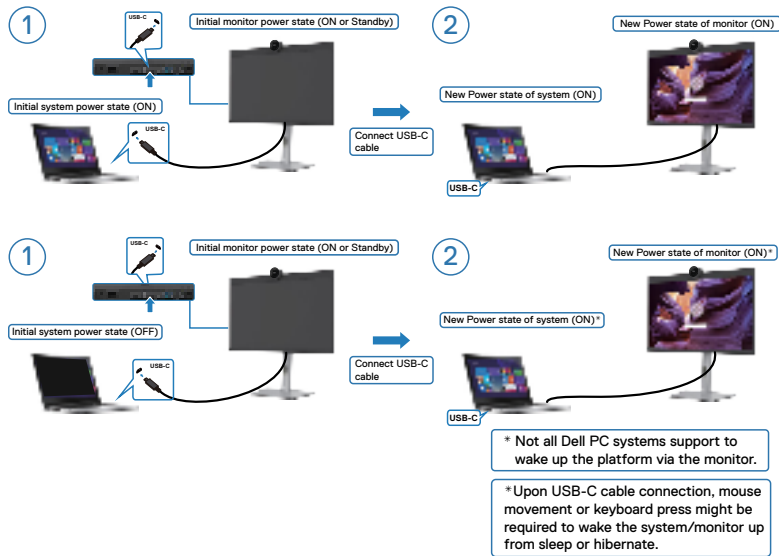 1
USB-C
Initial monitor power state (ON or Standby)
Initial system power state (ON)
USB-C
Connect USB-C
cable
2
New Power state of monitor (ON)
New Power state of system (ON)
USB-C
1
USB-C
Initial monitor power state (ON or Standby)
Initial system power state (OFF)
USB-C
Connect USB-C
cable
2
New Power state of monitor (ON)*
New Power state of system (ON)*
USB-C
* Not all Dell PC systems support to
wake up the platform via the monitor.
*Upon USB-C cable connection, mouse
movement or keyboard press might be
required to wake the system/monitor up
from sleep or hibernate.